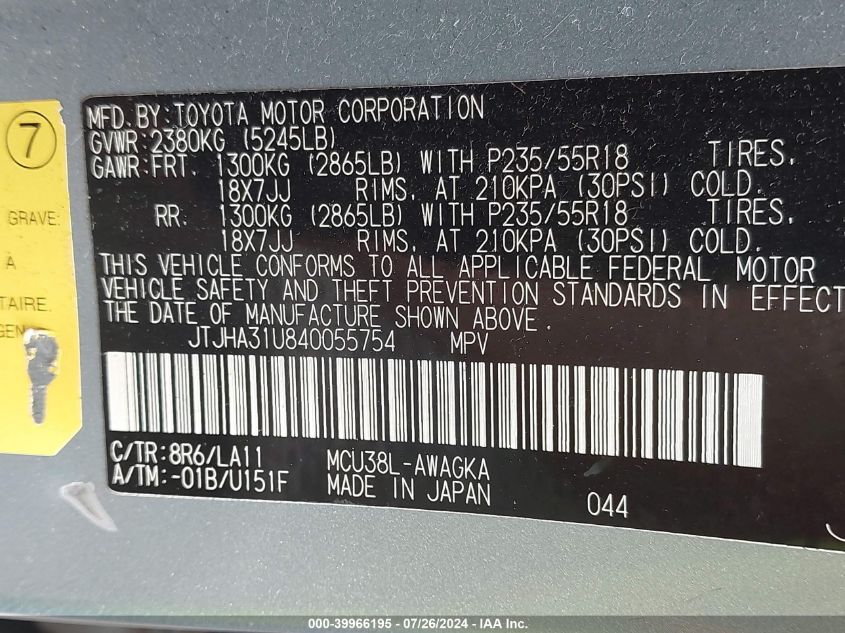 7
GRAVE:
À
TAIRE.
GEN
MFD. BY: TOYOTA MOTOR CORPORATION
GVWR: 2380KG (5245LB)
GAWR: FRT. 1300KG (2865LB) WITH P235/55R18 TIRES,
18X7JJ RIMS, AT 210KPA (30PSI) COLD.
RR. 1300KG (2865LB) WITH P235/55R18 TIRES,
18X7JJ RIMS, AT 210KPA (30PSI) COLD.
THIS VEHICLE CONFORMS TO ALL APPLICABLE FEDERAL MOTOR
VEHICLE SAFETY AND THEFT PREVENTION STANDARDS IN EFFECT
THE DATE OF MANUFACTURE SHOWN ABOVE.
JTJHA31U840055754 MPV
C/TR: 8R6/LA11 MCU38L-AWAGKA
A/TM: -01B/U151F MADE IN JAPAN 044
000-39966195 - 07/26/2024 - IAA Inc.